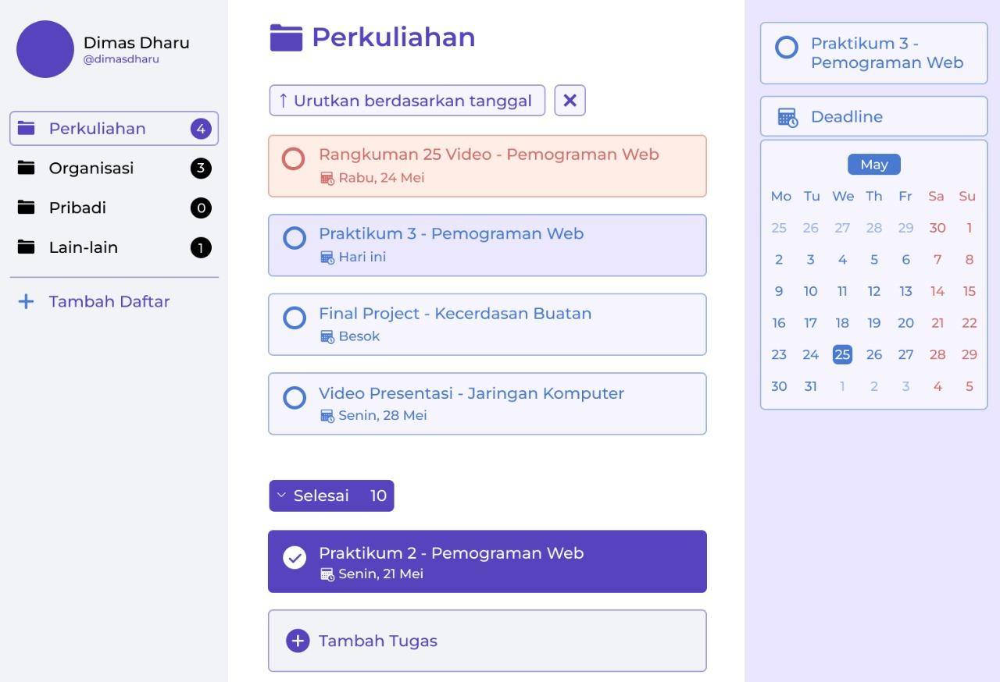 Dimas Dharu
@dimasdharu
Perkuliahan 4
Organisasi 3
Pribadi 0
Lain-lain 1
+ Tambah Daftar
Perkuliahan
↑ Urutkan berdasarkan tanggal ✕
Rangkuman 25 Video - Pemograman Web
Rabu, 24 Mei
Praktikum 3 - Pemograman Web
Hari ini
Final Project - Kecerdasan Buatan
Besok
Video Presentasi - Jaringan Komputer
Senin, 28 Mei
Selesai 10
Praktikum 2 - Pemograman Web
Senin, 21 Mei
Tambah Tugas
Praktikum 3 -
Pemograman Web
Deadline
May
Mo Tu We Th Fr Sa Su
25 26 27 28 29 30 1
2 3 4 5 6 7 8
9 10 11 12 13 14 15
16 17 18 19 20 21 22
23 24 25 26 27 28 29
30 31 1 2 3 4 5